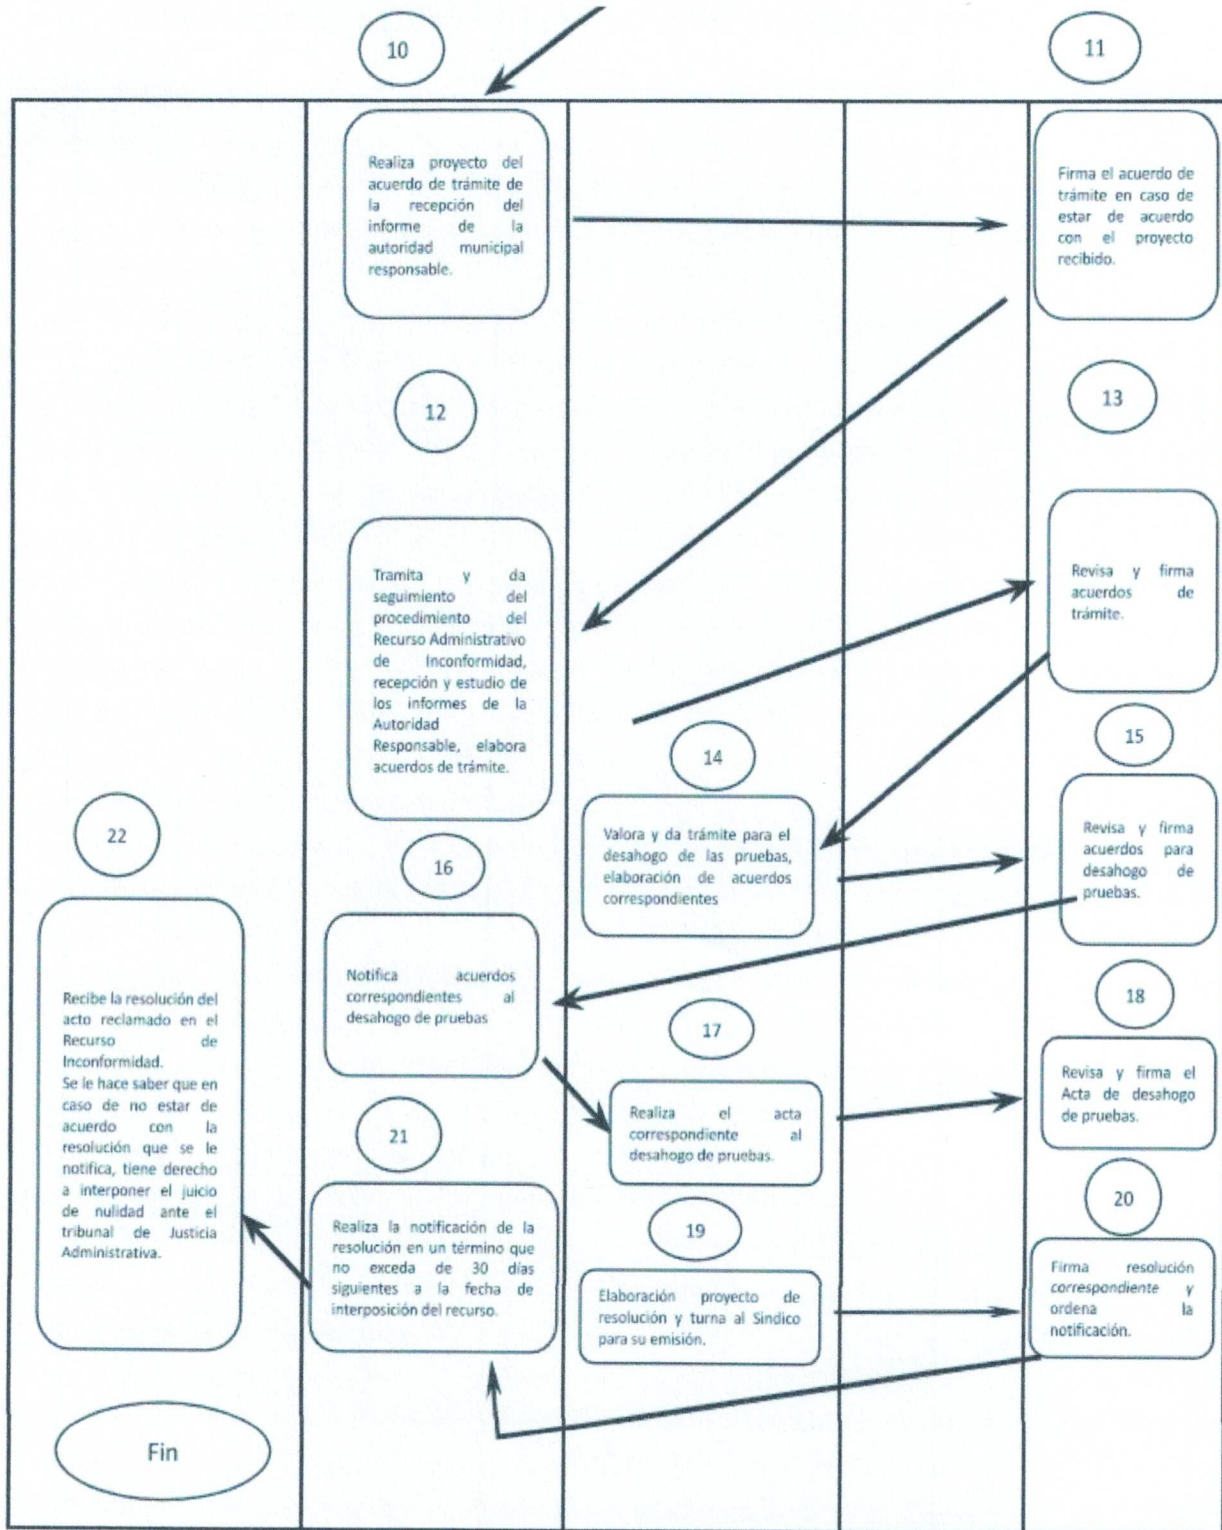 10
Realiza proyecto del
acuerdo de trámite de
la recepción del
informe de la
autoridad municipal
responsable.
11
Firma el acuerdo de
trámite en caso de
estar de acuerdo
con el proyecto
recibido.
12
Tramita y da
seguimiento del
procedimiento del
Recurso Administrativo
de Inconformidad,
recepción y estudio de
los informes de la
Autoridad
Responsable, elabora
acuerdos de trámite.
13
Revisa y firma
acuerdos de
trámite.
14
Valora y da trámite para el
desahogo de las pruebas,
elaboración de acuerdos
correspondientes
15
Revisa y firma
acuerdos para
desahogo de
pruebas.
16
Notifica acuerdos
correspondientes al
desahogo de pruebas
17
Realiza el acta
correspondiente al
desahogo de pruebas.
18
Revisa y firma el
Acta de desahogo
de pruebas.
19
Elaboración proyecto de
resolución y turna al Sindico
para su emisión.
20
Firma resolución
correspondiente y
ordena la
notificación.
21
Realiza la notificación de la
resolución en un término que
no exceda de 30 días
siguientes a la fecha de
interposición del recurso.
22
Recibe la resolución del
acto reclamado en el
Recurso de
Inconformidad.
Se le hace saber que en
caso de no estar de
acuerdo con la
resolución que se le
notifica, tiene derecho
a interponer el juicio
de nulidad ante el
tribunal de Justicia
Administrativa.
Fin